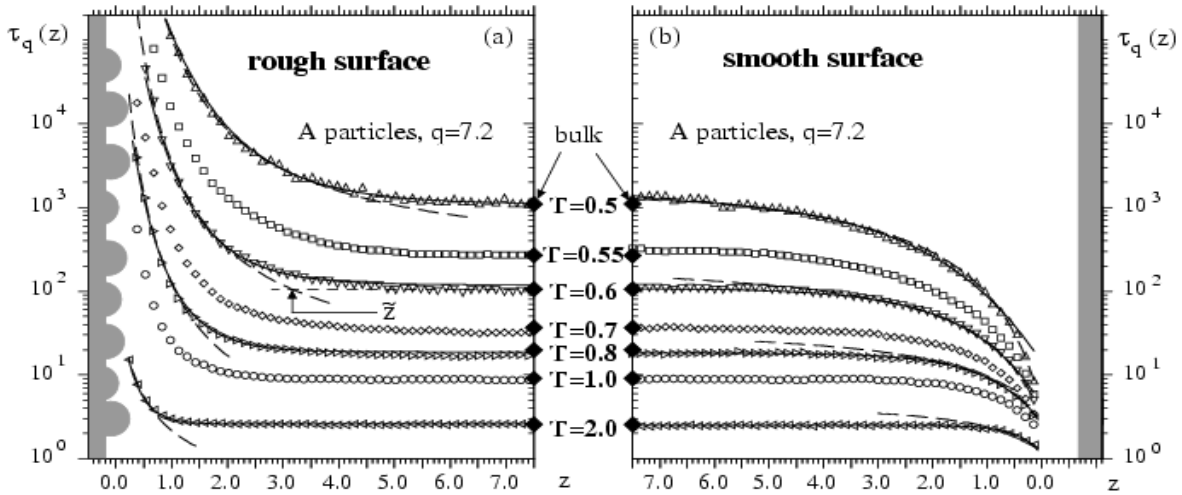 τq (z)
(a)
(b)
τq (z)
rough surface
smooth surface
A particles, q=7.2
bulk
A particles, q=7.2
10⁴
10⁴
10³
T=0.5
10³
T=0.55
10²
T=0.6
10²
z̃
T=0.7
T=0.8
10¹
T=1.0
10¹
T=2.0
10⁰
10⁰
0.0 1.0 2.0 3.0 4.0 5.0 6.0 7.0 z 7.0 6.0 5.0 4.0 3.0 2.0 1.0 0.0 z